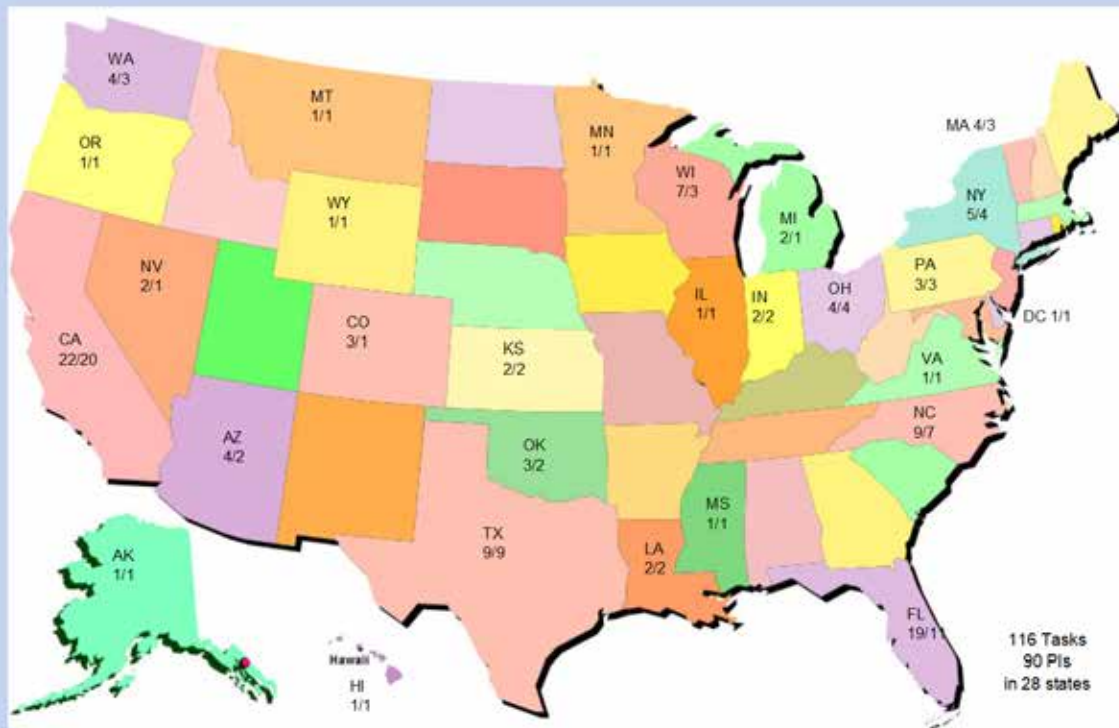 WA
4/3
MT
1/1
MN
1/1
MA 4/3
OR
1/1
WI
7/3
NY
5/4
WY
1/1
MI
2/1
NV
2/1
PA
3/3
OH
4/4
IL
1/1
IN
2/2
DC 1/1
CO
3/1
CA
22/20
KS
2/2
VA
1/1
NC
9/7
AZ
4/2
OK
3/2
MS
1/1
TX
9/9
LA
2/2
AK
1/1
FL
19/11
Hawaii
HI
1/1
116 Tasks
90 PIs
in 28 states